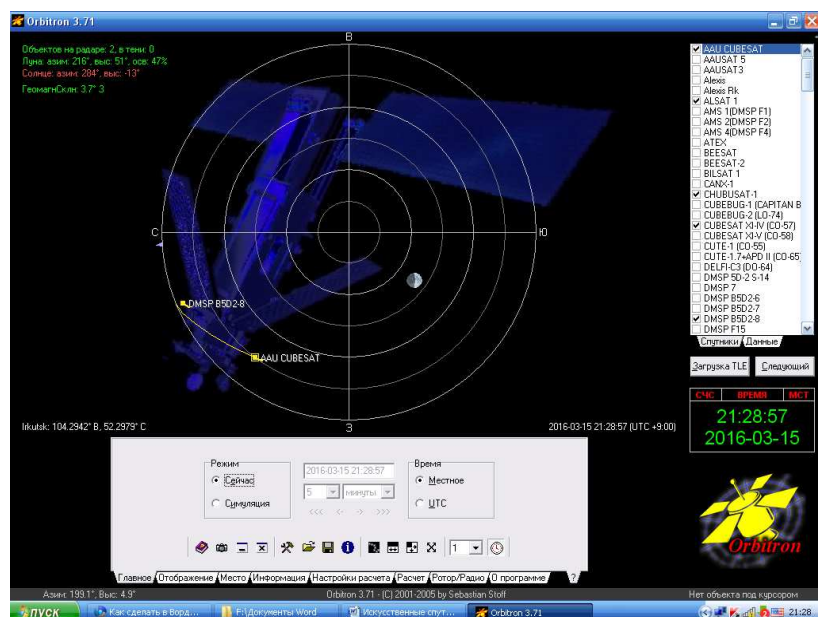 Orbitron 3.71
Объектов на радаре: 2, в тени: 0
Луна: азим: 216°, выс: 51°, осв: 47%
Солнце: азим: 284°, выс: -13°
ГеомагнСклн: 3.7° З
В
С
Ю
З
DMSP B5D2-8
AAU CUBESAT
Irkutsk: 104.2942° В, 52.2979° С
2016-03-15 21:28:57 (UTC +9:00)
AAU CUBESAT
AAUSAT 5
AAUSAT3
Alexis
Alexis Rk
ALSAT 1
AMS 1(DMSP F1)
AMS 2(DMSP F2)
AMS 4(DMSP F4)
ATEX
BEESAT
BEESAT-2
BILSAT 1
CANX-1
CHUBUSAT-1
CUBEBUG-1 (CAPITAN B
CUBEBUG-2 (LO-74)
CUBESAT XI-IV (CO-57)
CUBESAT XI-V (CO-58)
CUTE-1 (CO-55)
CUTE-1.7+APD II (CO-65
DELFI-C3 (DO-64)
DMSP 5D-2 S-14
DMSP 7
DMSP B5D2-6
DMSP B5D2-7
DMSP B5D2-8
DMSP F15
Спутники Данные
Загрузка TLE Следующий
СЧС ВРЕМЯ МСТ
21:28:57
2016-03-15
Режим
Сейчас
Симуляция
2016-03-15 21:28:57
5 минуты
<<< <- -> >>>
Время
Местное
UTC
1
Главное Отображение Место Информация Настройки расчета Расчет Ротор/Радио О программе ?
Orbitron
Азим: 199.1°, Выс: 4.9°
Orbitron 3.71 - (C) 2001-2005 by Sebastian Stoff
Нет объекта под курсором
пуск
Как сделать в Ворд...
F:\Документы Word
Искусственные спут...
Orbitron 3.71
21:28